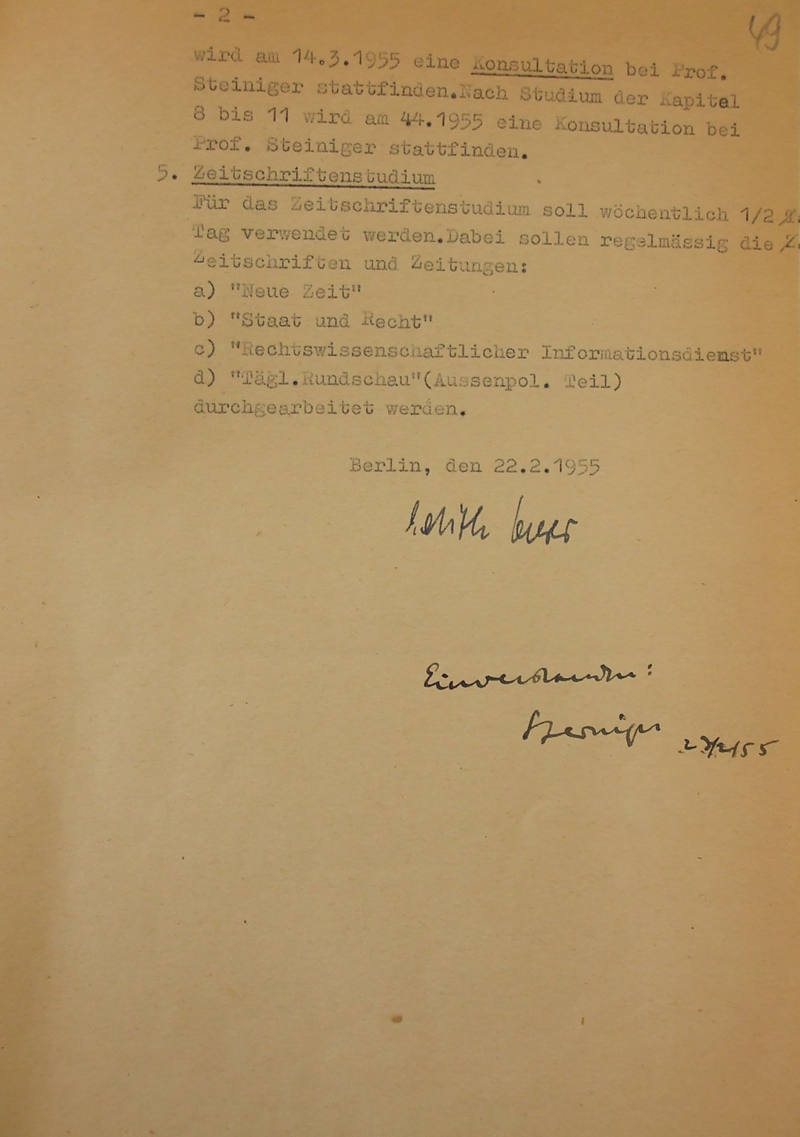 - 2 -
49
wird am 14.3.1955 eine Konsultation bei Prof.
Steiniger stattfinden.Nach Studium der Kapitel
8 bis 11 wird am 44.1955 eine Konsultation bei
Prof. Steiniger stattfinden.
5. Zeitschriftenstudium
Für das Zeitschriftenstudium soll wöchentlich 1/2
Tag verwendet werden.Dabei sollen regelmässig die
Zeitschriften und Zeitungen:
a) "Neue Zeit"
b) "Staat und Recht"
c) "Rechtswissenschaftlicher Informationsdienst"
d) "Tägl.Rundschau"(Aussenpol. Teil)
durchgearbeitet werden.
Berlin, den 22.2.1955
Edith
Einverstanden:
Steiniger